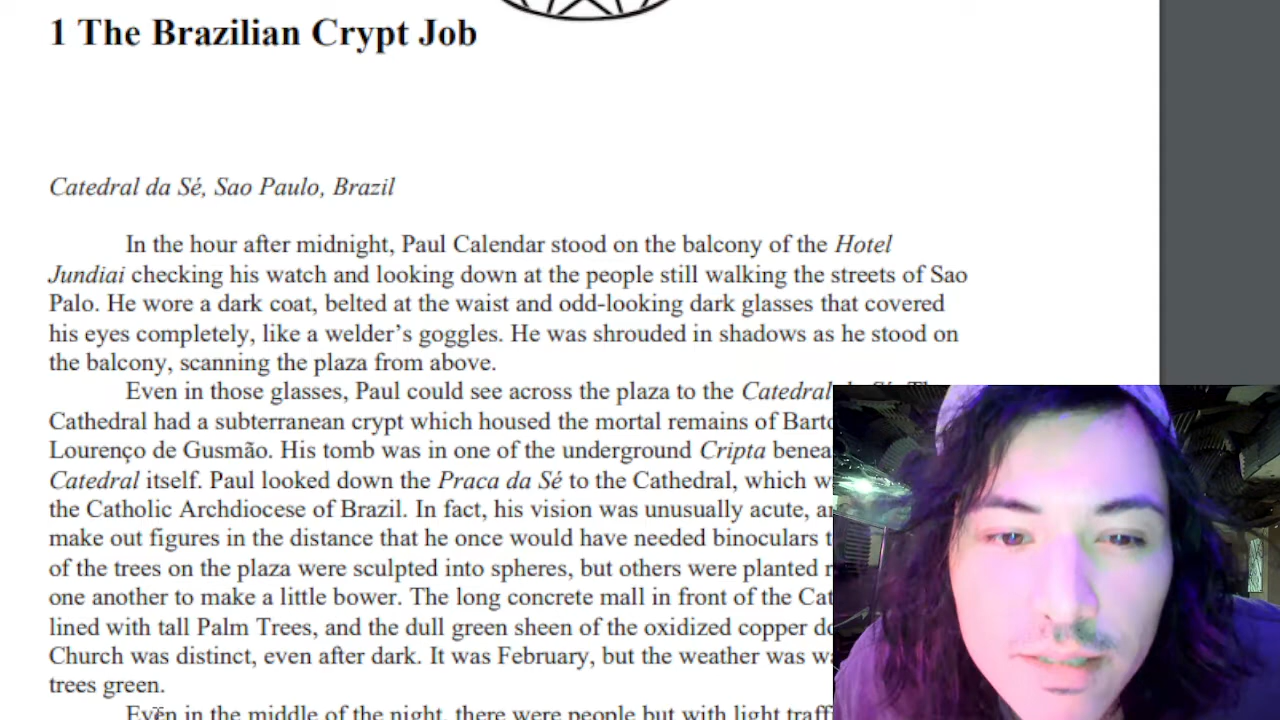 1 The Brazilian Crypt Job
Catedral da Sé, Sao Paulo, Brazil
In the hour after midnight, Paul Calendar stood on the balcony of the Hotel
Jundiai checking his watch and looking down at the people still walking the streets of Sao
Palo. He wore a dark coat, belted at the waist and odd-looking dark glasses that covered
his eyes completely, like a welder’s goggles. He was shrouded in shadows as he stood on
the balcony, scanning the plaza from above.
Even in those glasses, Paul could see across the plaza to the Catedral
Cathedral had a subterranean crypt which housed the mortal remains of
Lourenço de Gusmão. His tomb was in one of the underground Cripta
Catedral itself. Paul looked down the Praca da Sé to the Cathedral, which
the Catholic Archdiocese of Brazil. In fact, his vision was unusually acute,
make out figures in the distance that he once would have needed binoculars
of the trees on the plaza were sculpted into spheres, but others were planted
one another to make a little bower. The long concrete mall in front of the
lined with tall Palm Trees, and the dull green sheen of the oxidized copper
Church was distinct, even after dark. It was February, but the weather was
trees green.
Even in the middle of the night, there were people but with light